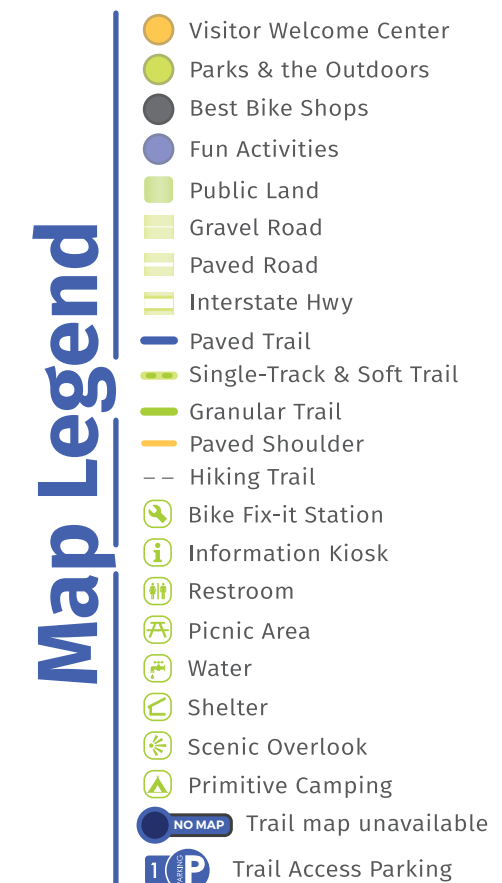 Map Legend
Visitor Welcome Center
Parks & the Outdoors
Best Bike Shops
Fun Activities
Public Land
Gravel Road
Paved Road
Interstate Hwy
Paved Trail
Single-Track & Soft Trail
Granular Trail
Paved Shoulder
Hiking Trail
Bike Fix-it Station
Information Kiosk
Restroom
Picnic Area
Water
Shelter
Scenic Overlook
Primitive Camping
NO MAP Trail map unavailable
1 PARKING P Trail Access Parking